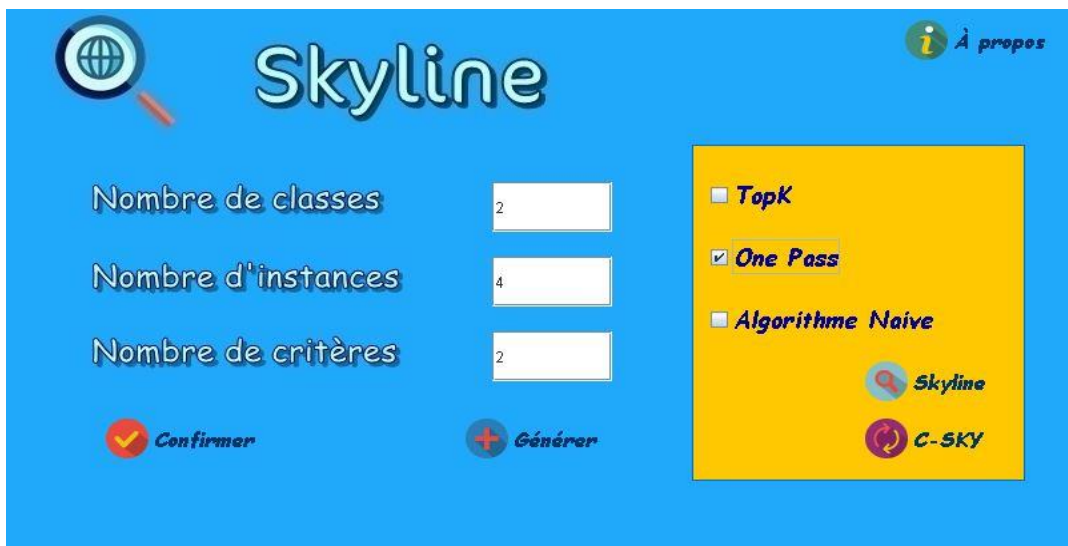 Skyline
À propos
Nombre de classes
2
Nombre d'instances
4
Nombre de critères
2
Confirmer
Générer
TopK
One Pass
Algorithme Naive
Skyline
C-SKY